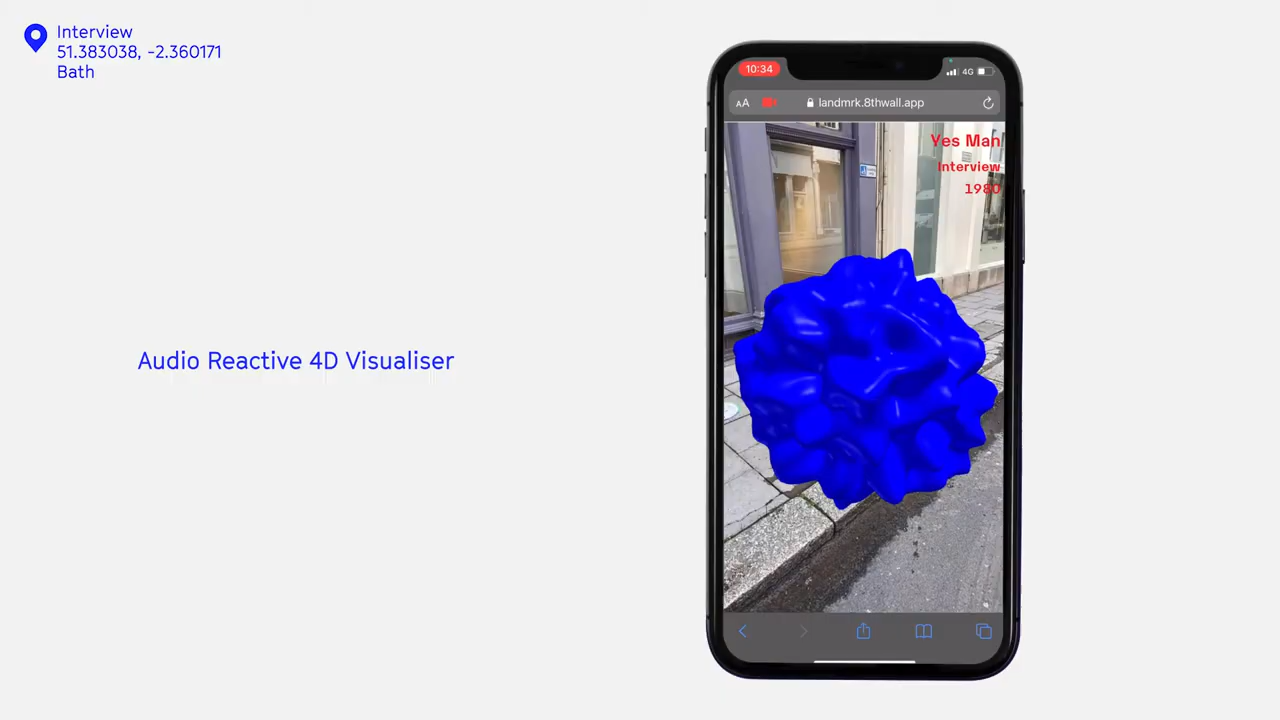 Interview
51.383038, -2.360171
Bath
Audio Reactive 4D Visualiser
10:34
4G
AA
landmrk.8thwall.app
Yes Man
Interview
1980